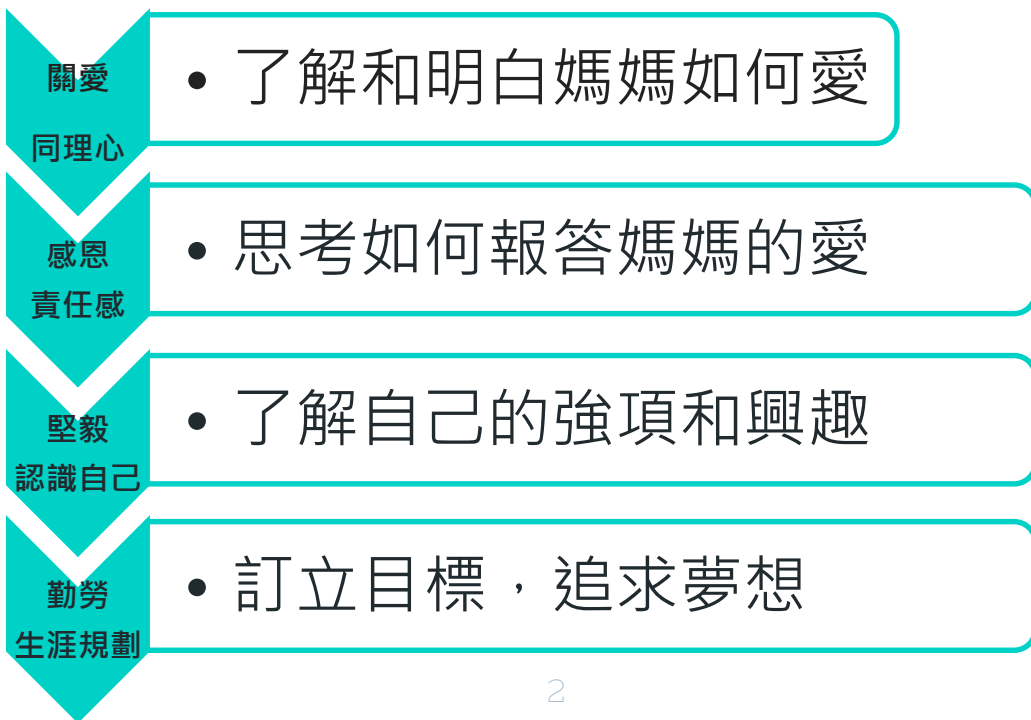 關愛
同理心
• 了解和明白媽媽如何愛
感恩
責任感
• 思考如何報答媽媽的愛
堅毅
認識自己
• 了解自己的強項和興趣
勤勞
生涯規劃
• 訂立目標，追求夢想
2